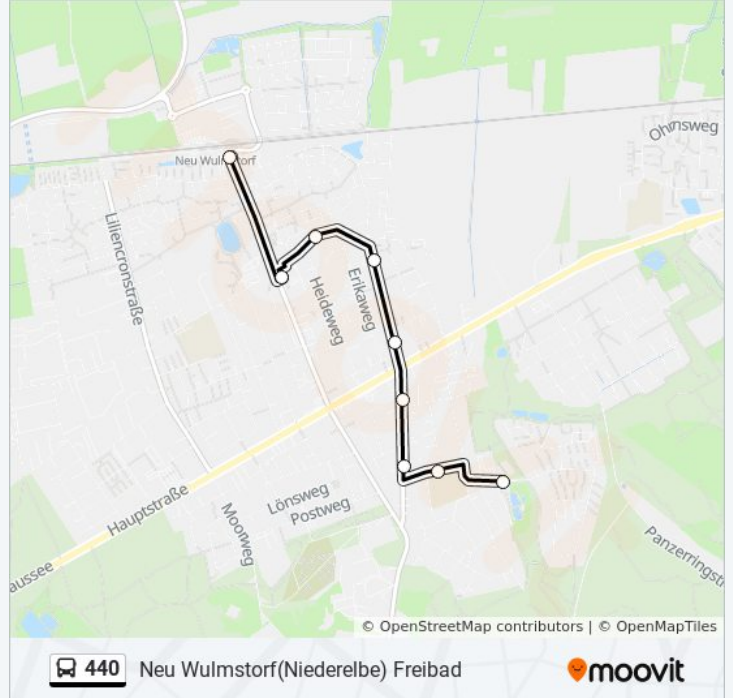 Ohmsweg
Neu Wulmstorf
Liliencronstraße
Heideweg
Erikaweg
Lönsweg
Postweg
Hauptstraße
Moorweg
aussee
Panzerringstr
© OpenStreetMap contributors | © OpenMapTiles
440 Neu Wulmstorf(Niederelbe) Freibad moovit